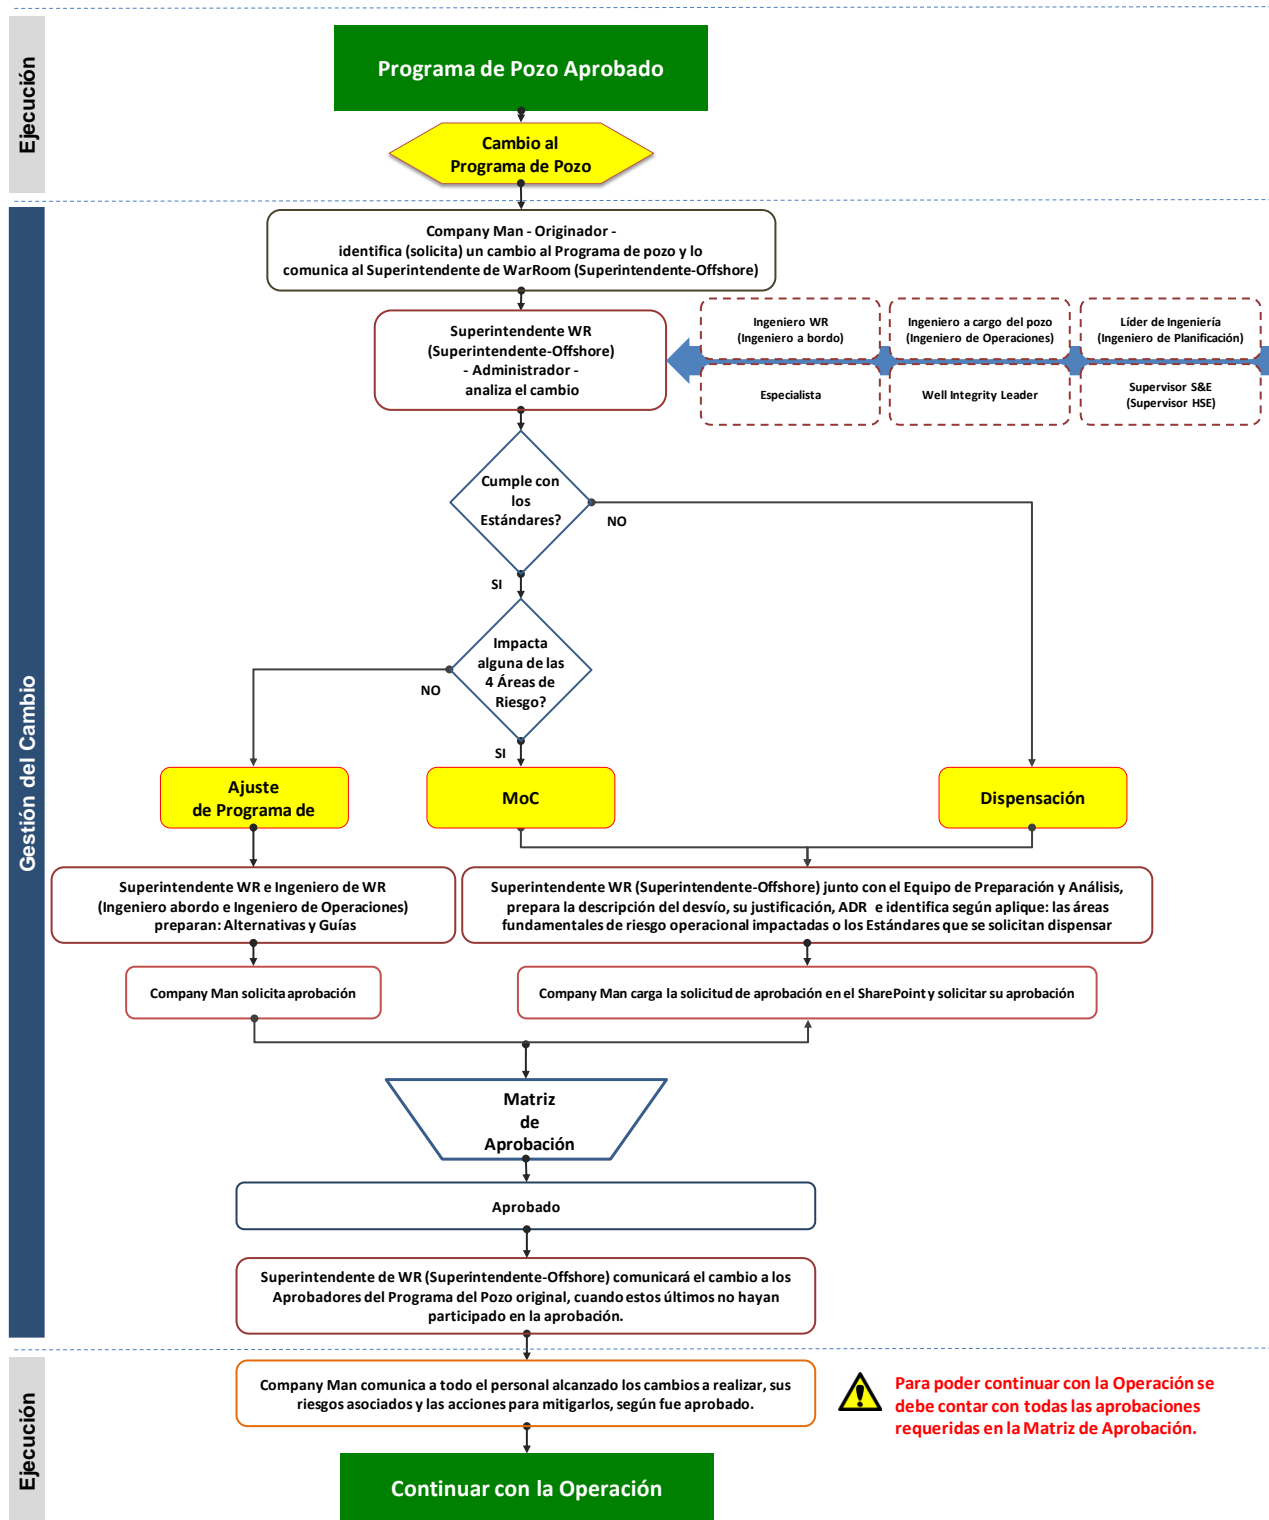 Ejecución
Programa de Pozo Aprobado
Cambio al
Programa de Pozo
Gestión del Cambio
Company Man - Originador -
identifica (solicita) un cambio al Programa de pozo y lo
comunica al Superintendente de WarRoom (Superintendente-Offshore)
Superintendente WR
(Superintendente-Offshore)
- Administrador -
analiza el cambio
Ingeniero WR
(Ingeniero a bordo)
Ingeniero a cargo del pozo
(Ingeniero de Operaciones)
Líder de Ingeniería
(Ingeniero de Planificación)
Especialista
Well Integrity Leader
Supervisor S&E
(Supervisor HSE)
Cumple con
los
Estándares?
NO
SI
Impacta
alguna de las
4 Áreas de
Riesgo?
NO
SI
Ajuste
de Programa de
MoC
Dispensación
Superintendente WR e Ingeniero de WR
(Ingeniero abordo e Ingeniero de Operaciones)
preparan: Alternativas y Guías
Superintendente WR (Superintendente-Offshore) junto con el Equipo de Preparación y Análisis,
prepara la descripción del desvío, su justificación, ADR e identifica según aplique: las áreas
fundamentales de riesgo operacional impactadas o los Estándares que se solicitan dispensar
Company Man solicita aprobación
Company Man carga la solicitud de aprobación en el SharePoint y solicitar su aprobación
Matriz
de
Aprobación
Aprobado
Superintendente de WR (Superintendente-Offshore) comunicará el cambio a los
Aprobadores del Programa del Pozo original, cuando estos últimos no hayan
participado en la aprobación.
Ejecución
Company Man comunica a todo el personal alcanzado los cambios a realizar, sus
riesgos asociados y las acciones para mitigarlos, según fue aprobado.
Para poder continuar con la Operación se
debe contar con todas las aprobaciones
requeridas en la Matriz de Aprobación.
Continuar con la Operación